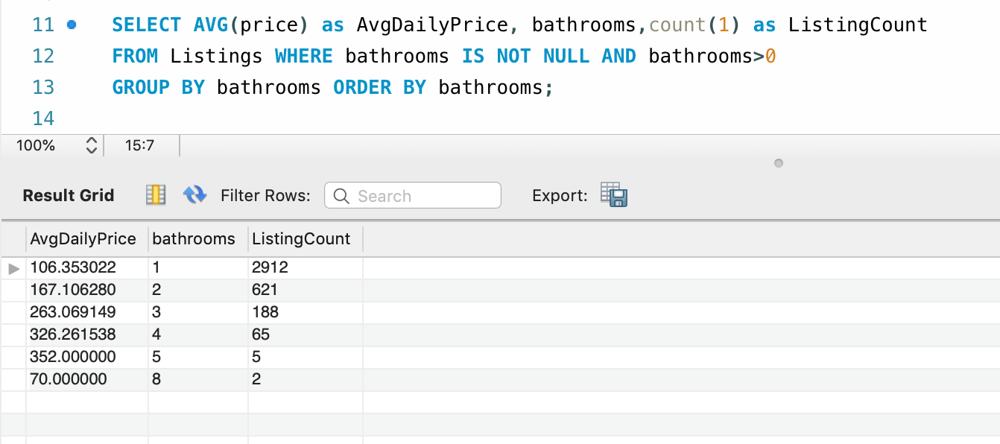 11 SELECT AVG(price) as AvgDailyPrice, bathrooms,count(1) as ListingCount
12 FROM Listings WHERE bathrooms IS NOT NULL AND bathrooms>0
13 GROUP BY bathrooms ORDER BY bathrooms;
14
100% 15:7
Result Grid Filter Rows: Search Export:
AvgDailyPrice bathrooms ListingCount
106.353022 1 2912
167.106280 2 621
263.069149 3 188
326.261538 4 65
352.000000 5 5
70.000000 8 2